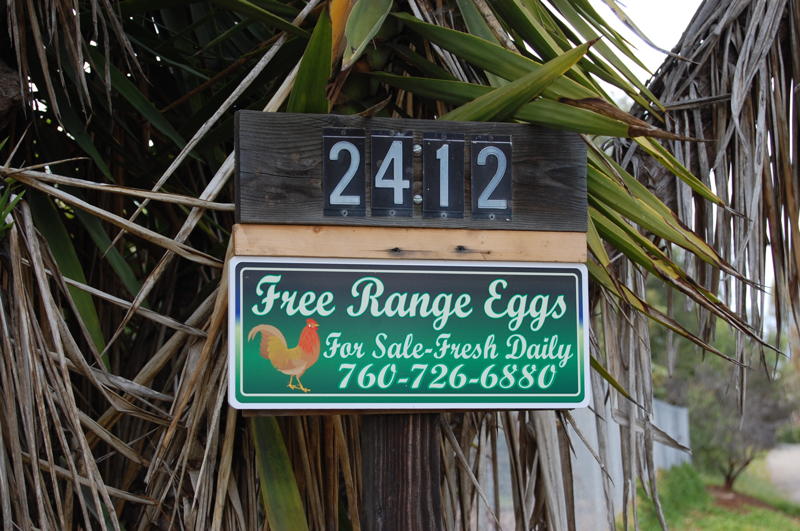 2412
Free Range Eggs
For Sale-Fresh Daily
760-726-6880